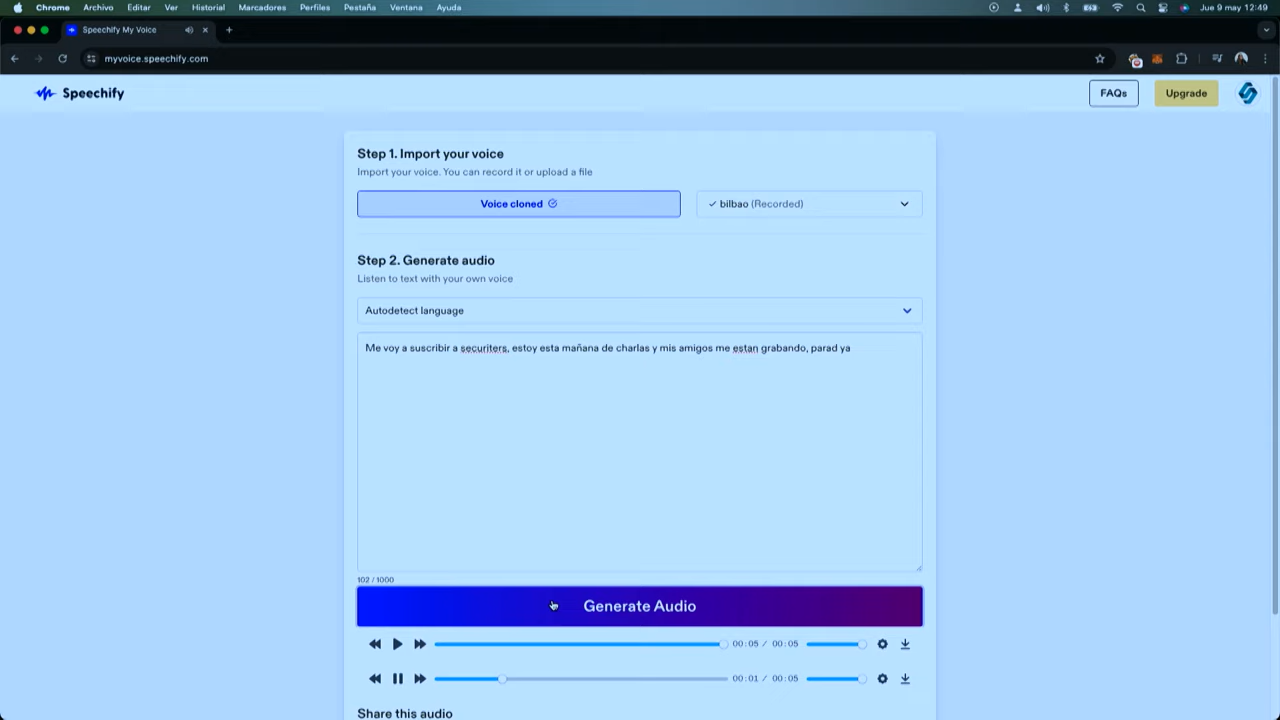 Chrome Archivo Editar Ver Historial Marcadores Perfiles Pestaña Ventana Ayuda Jue 9 may 12:49
Speechify My Voice
myvoice.speechify.com
Speechify FAQs Upgrade
Step 1. Import your voice
Import your voice. You can record it or upload a file
Voice cloned bilbao (Recorded)
Step 2. Generate audio
Listen to text with your own voice
Autodetect language
Me voy a suscribir a securiters, estoy esta mañana de charlas y mis amigos me estan grabando, parad ya
102 / 1000
Generate Audio
00:05 / 00:05
00:01 / 00:05
Share this audio